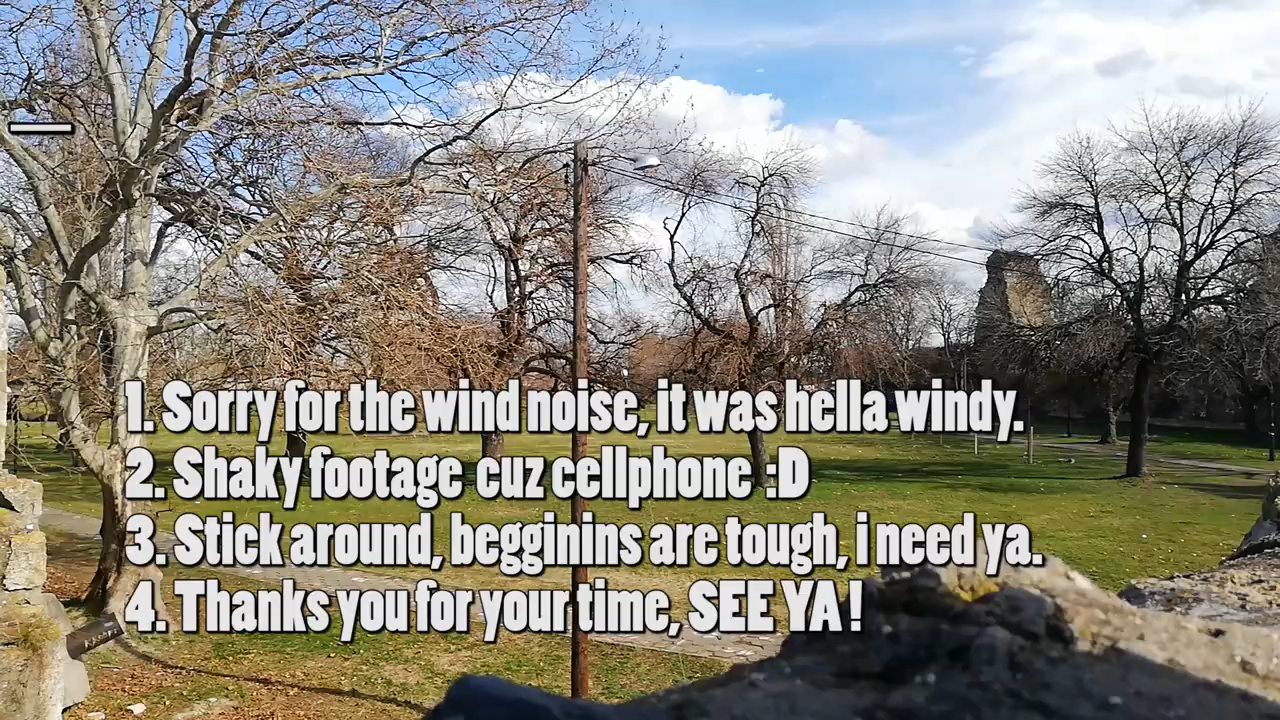 1. Sorry for the wind noise, it was hella windy.
2. Shaky footage cuz cellphone :D
3. Stick around, begginins are tough, i need ya.
4. Thanks you for your time, SEE YA !